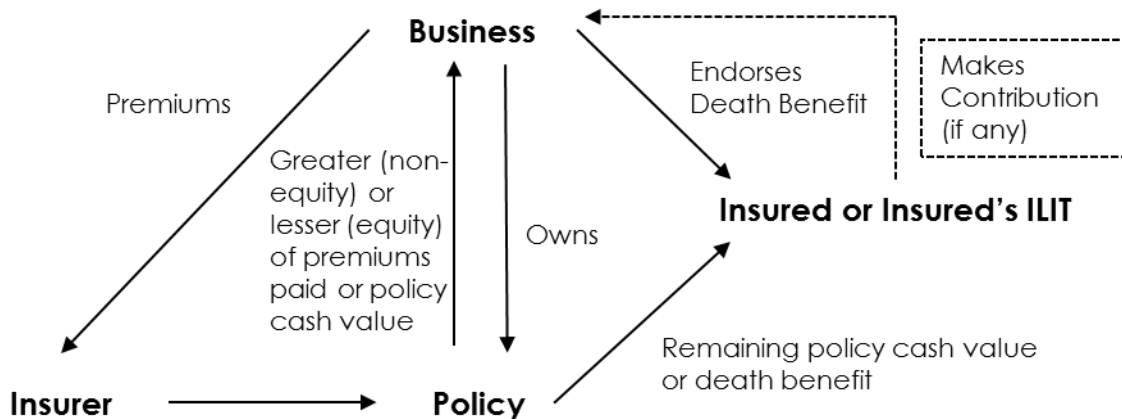 Business
Premiums
Endorses
Death Benefit
Makes
Contribution
(if any)
Greater (non-
equity) or
lesser (equity)
of premiums
paid or policy
cash value
Owns
Insured or Insured’s ILIT
Remaining policy cash value
or death benefit
Insurer
Policy